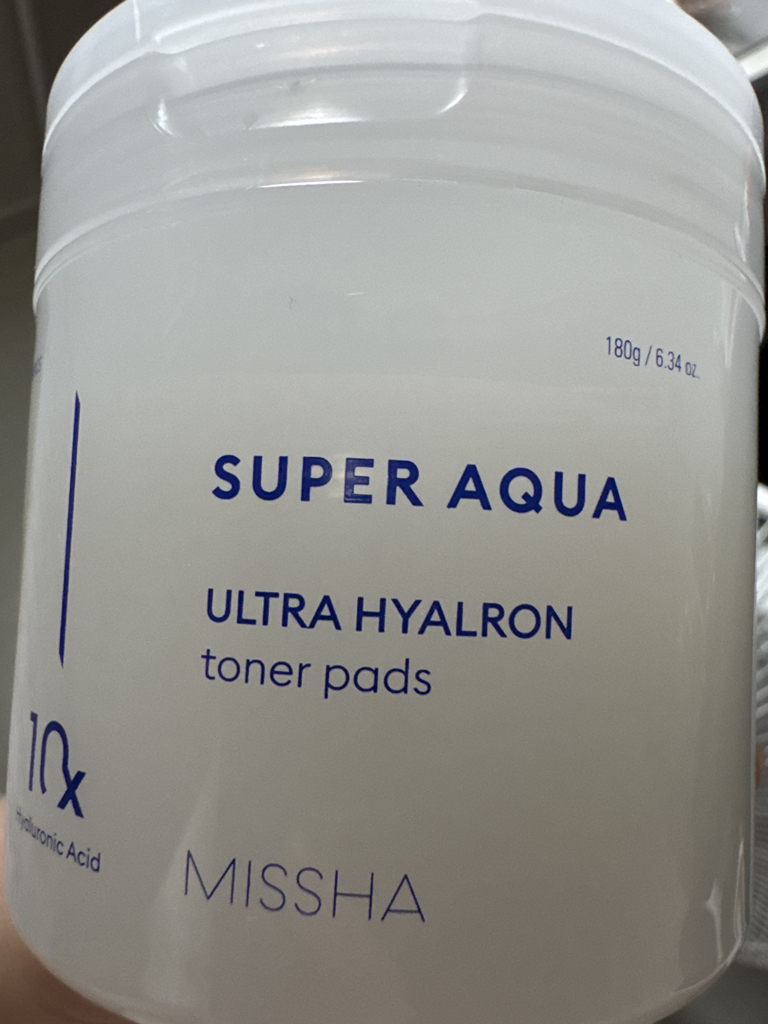 180g / 6.34 oz.
SUPER AQUA
ULTRA HYALRON
toner pads
10x
Hyaluronic Acid
MISSHA